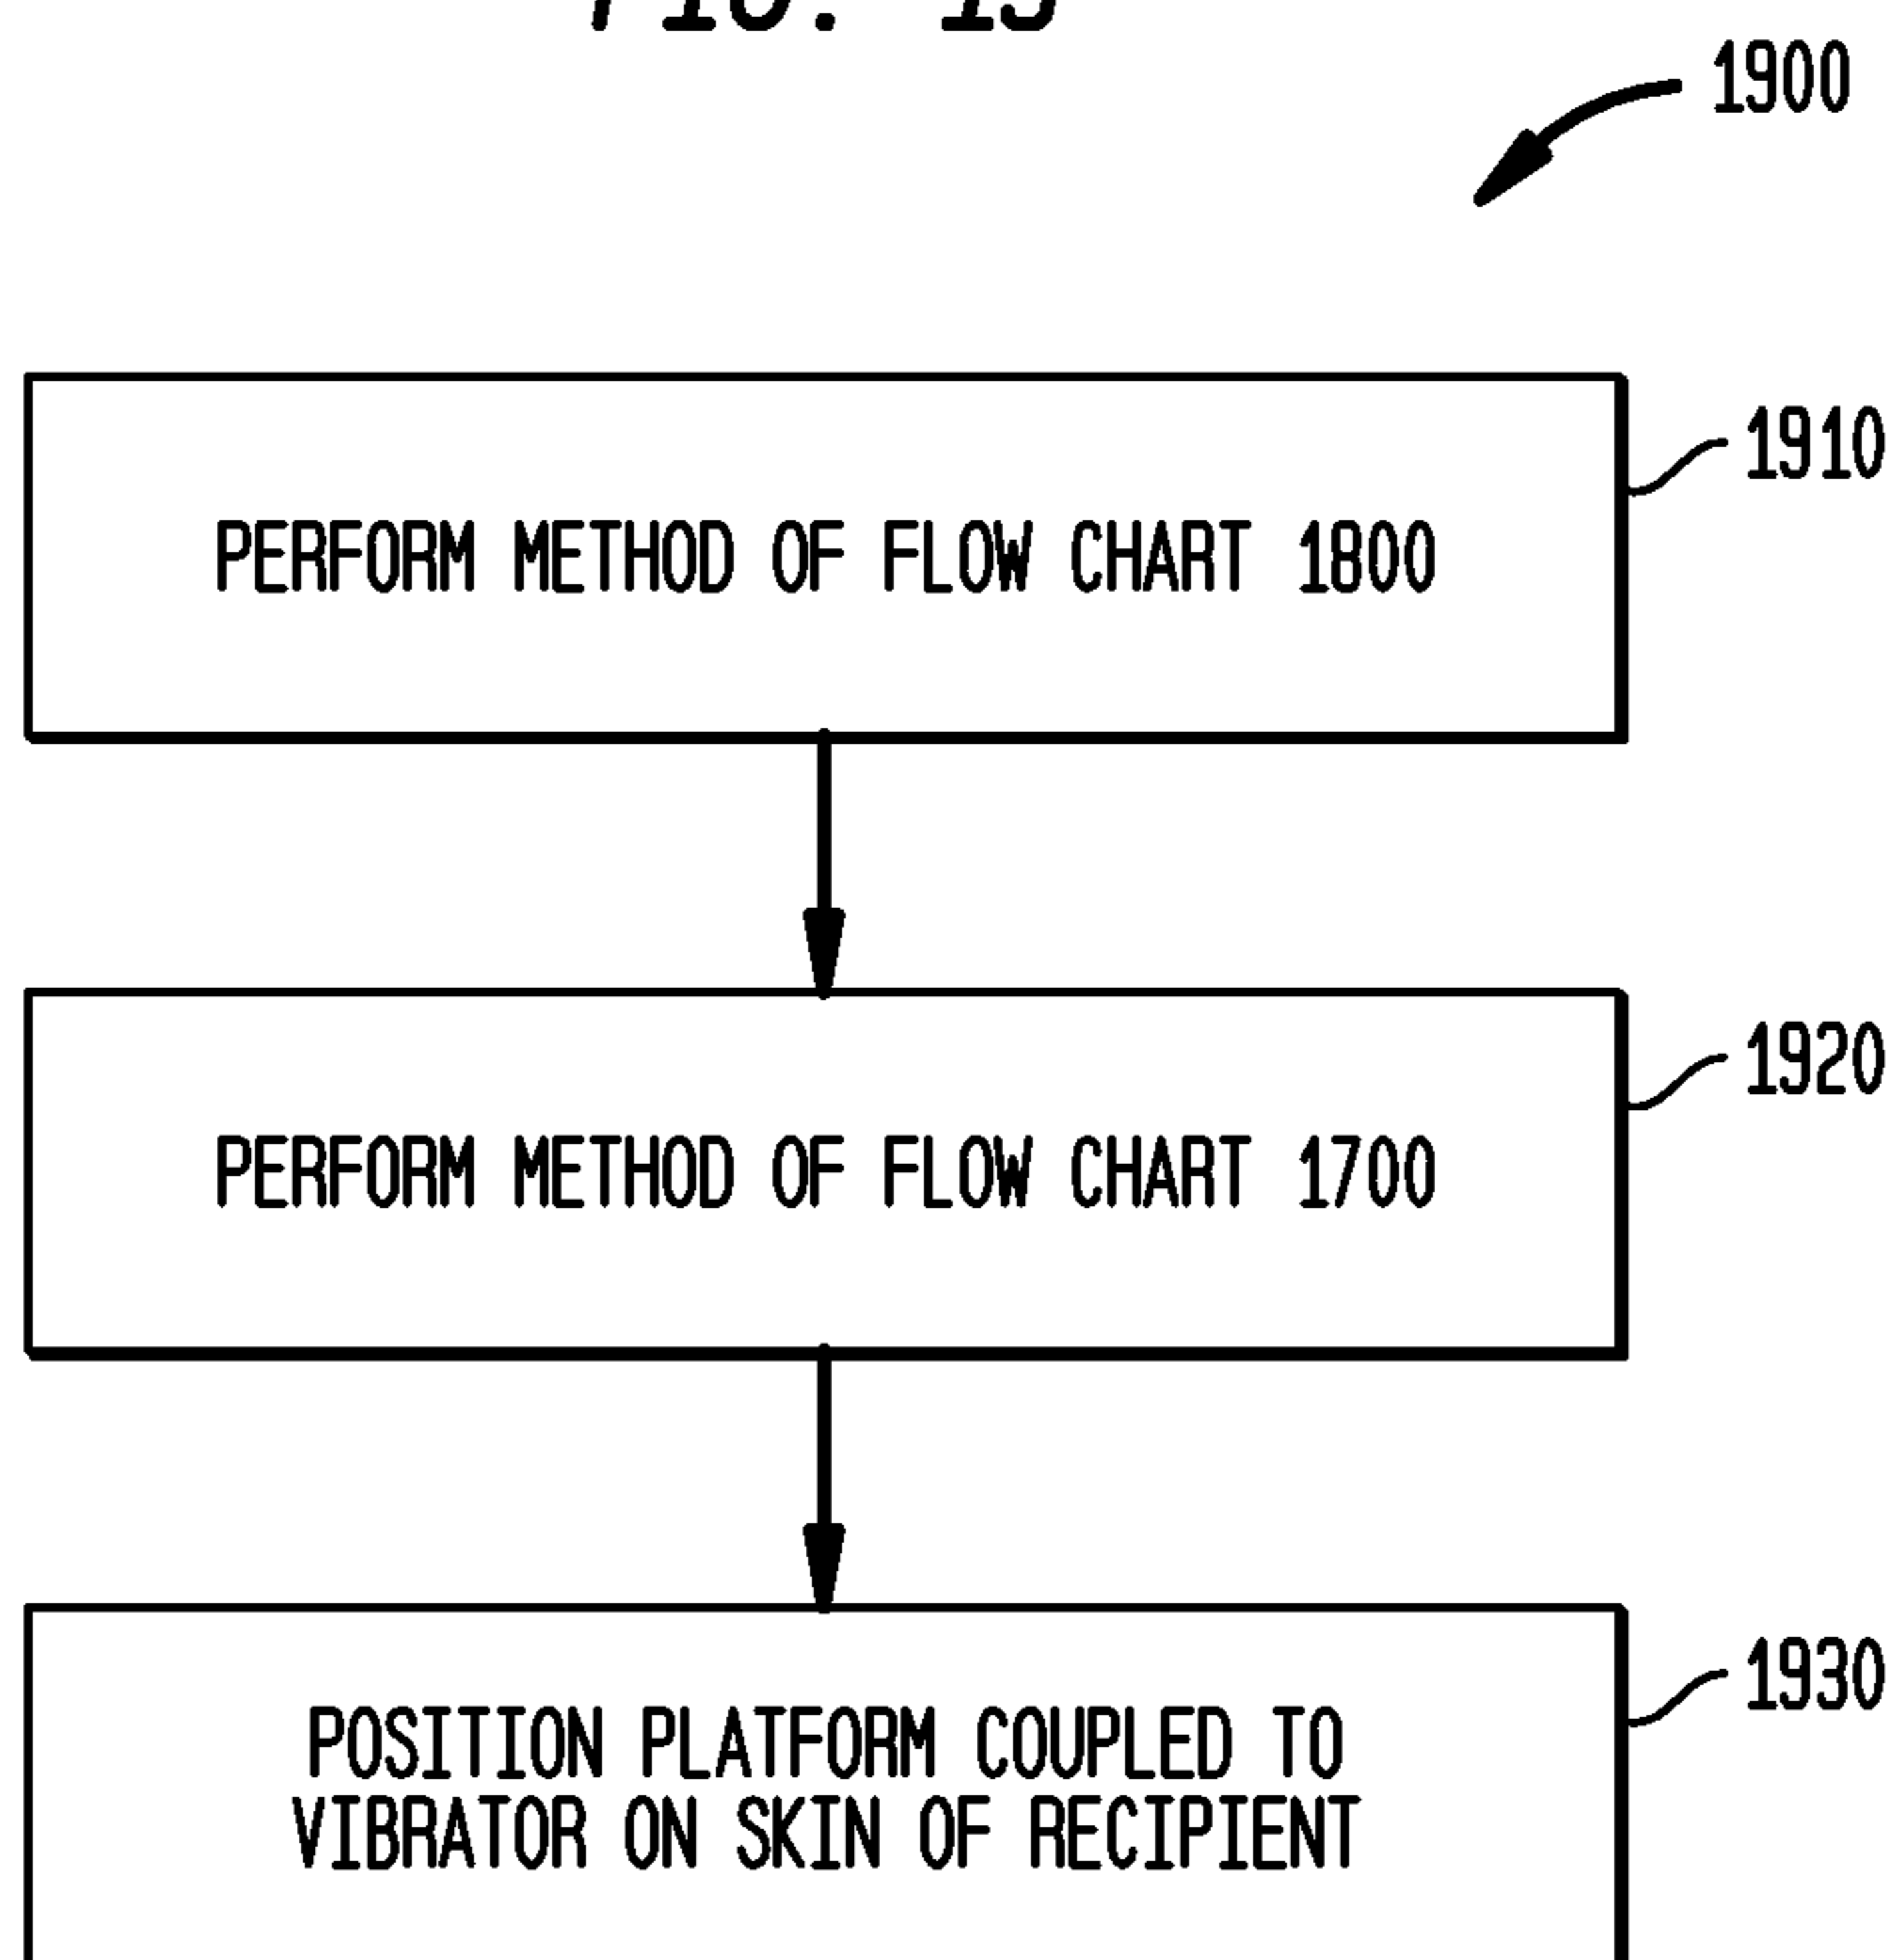 1900
1910
PERFORM METHOD OF FLOW CHART 1800
1920
PERFORM METHOD OF FLOW CHART 1700
1930
POSITION PLATFORM COUPLED TO
VIBRATOR ON SKIN OF RECIPIENT